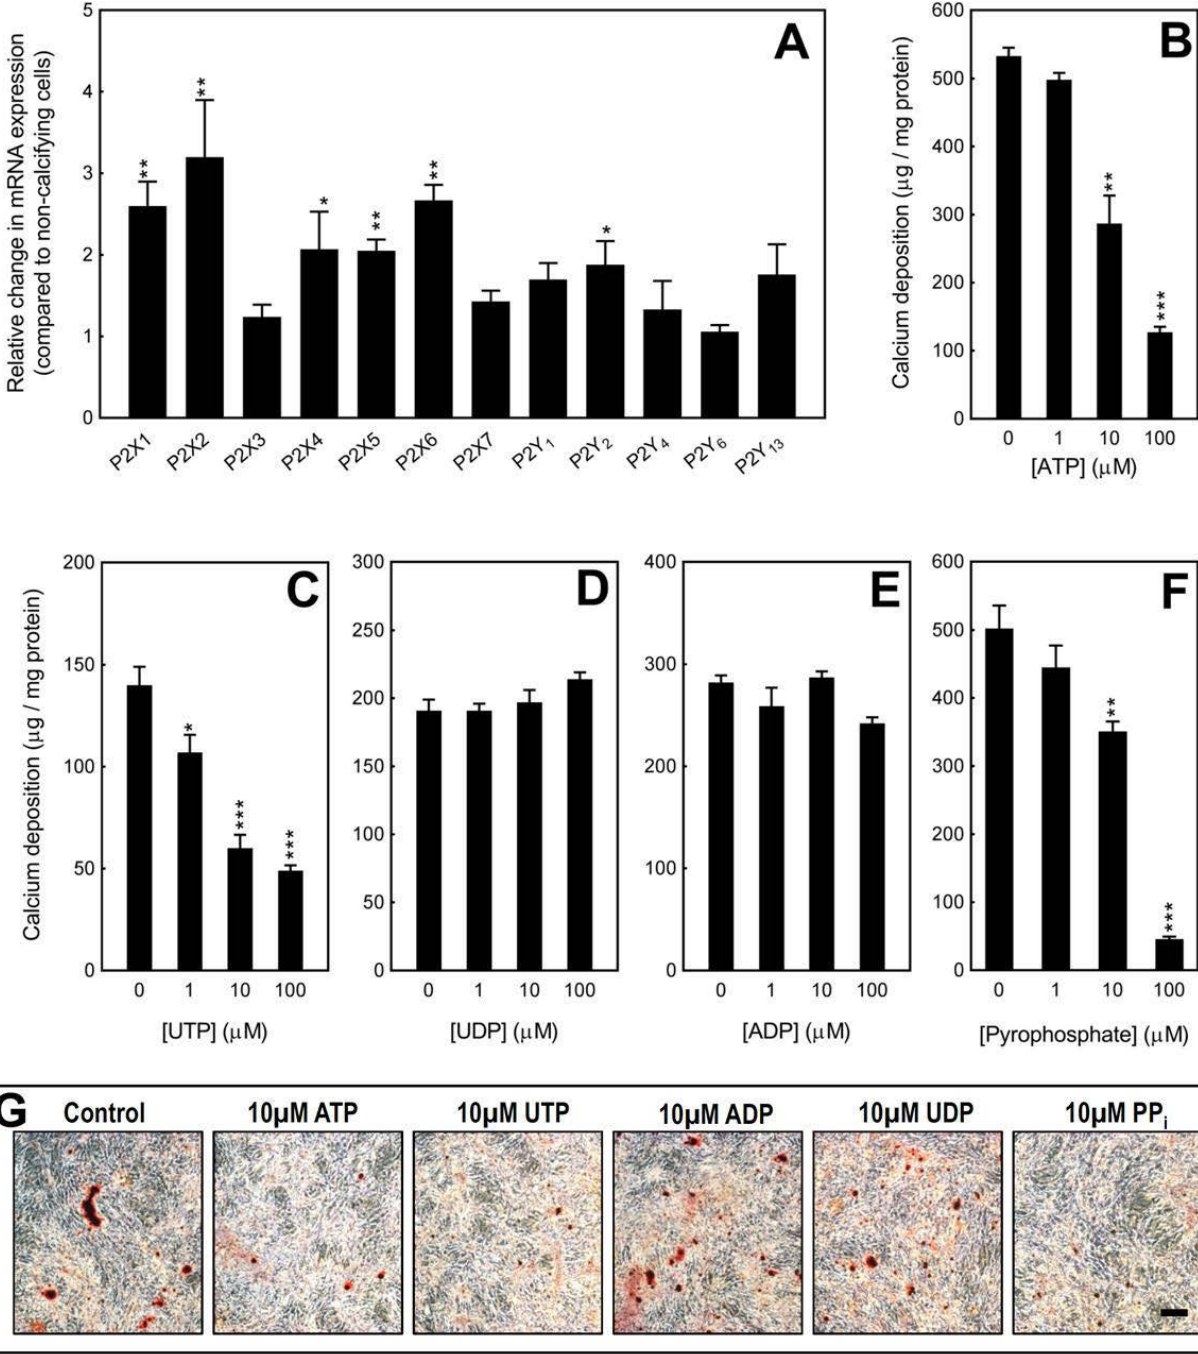 A
Relative change in mRNA expression
(compared to non-calcifying cells)
5
4
3
2
1
0
**
**
*
**
**
*
P2X1 P2X2 P2X3 P2X4 P2X5 P2X6 P2X7 P2Y₁ P2Y₂ P2Y₄ P2Y₆ P2Y₁₃
B
Calcium deposition (μg / mg protein)
600
500
400
300
200
100
0
**
***
0 1 10 100
[ATP] (μM)
C
Calcium deposition (μg / mg protein)
200
150
100
50
0
*
***
***
0 1 10 100
[UTP] (μM)
D
300
250
200
150
100
50
0
0 1 10 100
[UDP] (μM)
E
400
300
200
100
0
0 1 10 100
[ADP] (μM)
F
600
500
400
300
200
100
0
**
***
0 1 10 100
[Pyrophosphate] (μM)
G
Control 10μM ATP 10μM UTP 10μM ADP 10μM UDP 10μM PPᵢ